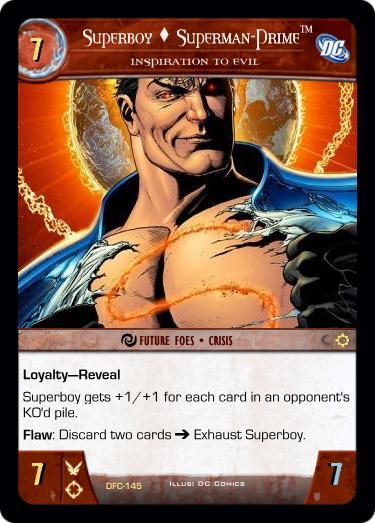 7
Superboy ♦ Superman-Prime™
DC
INSPIRATION TO EVIL
FUTURE FOES • CRISIS
Loyalty—Reveal
Superboy gets +1/+1 for each card in an opponent's
KO'd pile.
Flaw: Discard two cards ➔ Exhaust Superboy.
7
DFC-145
Illus: DC Comics
7